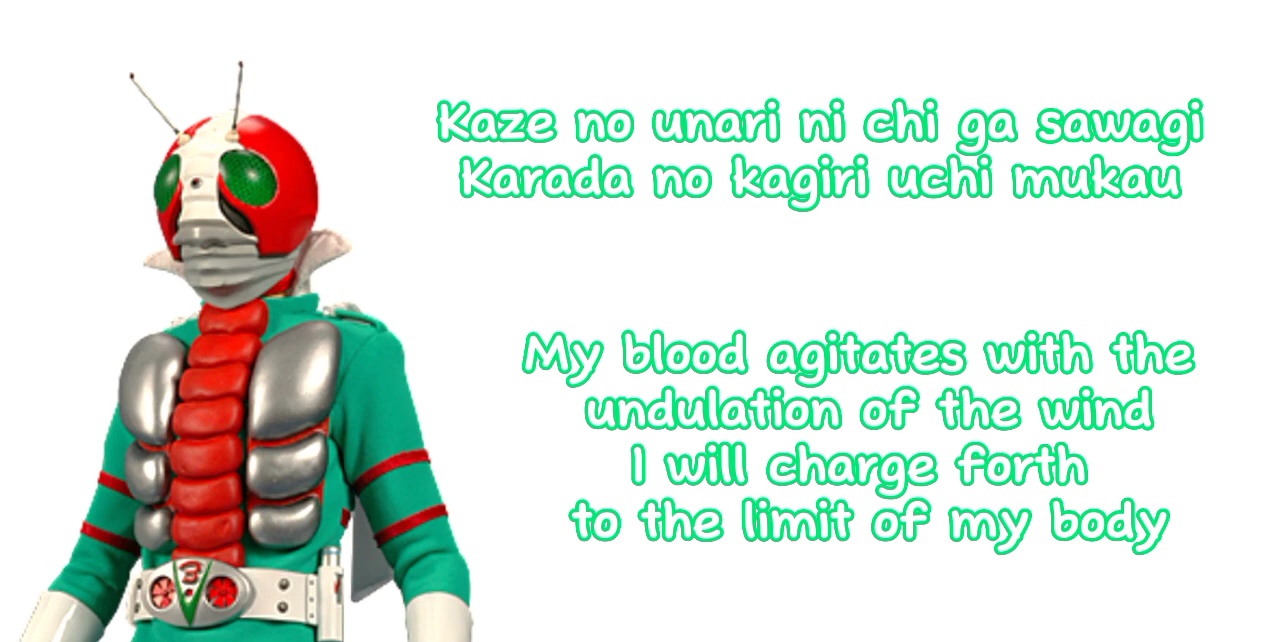 Kaze no unari ni chi ga sawagi
Karada no kagiri uchi mukau
My blood agitates with the
undulation of the wind
I will charge forth
to the limit of my body
V3